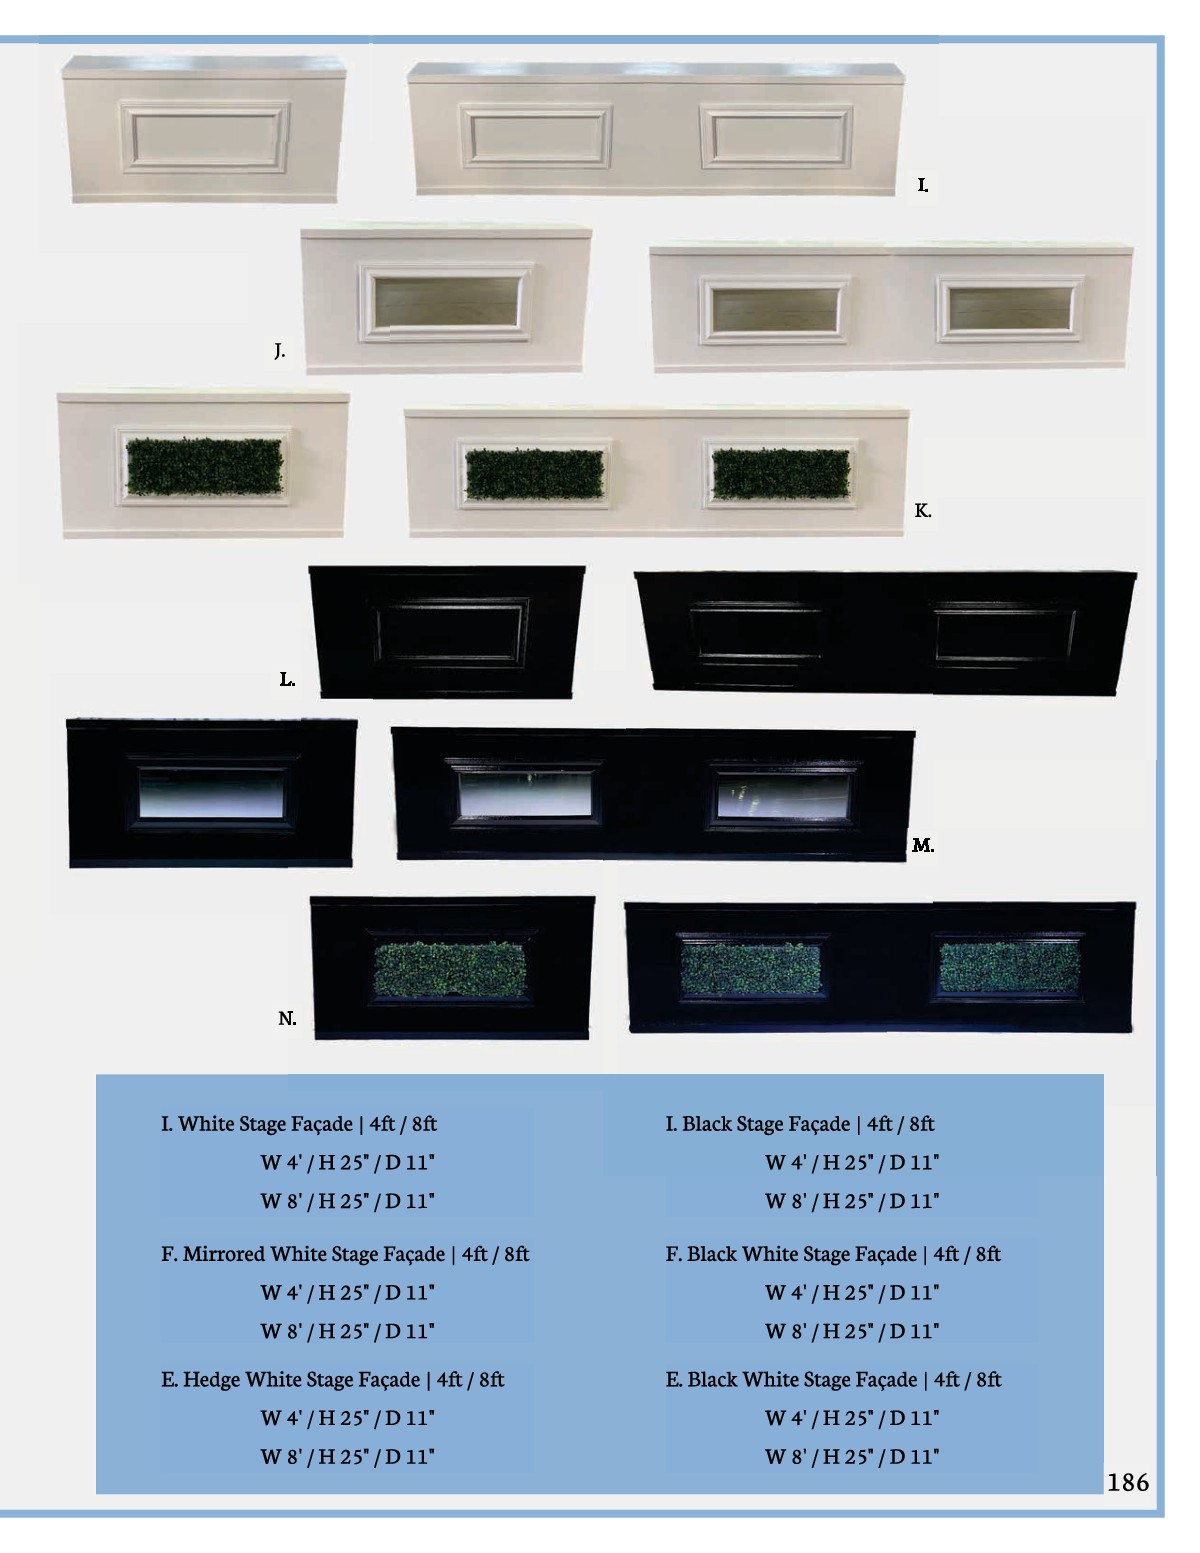 I.
J.
K.
L.
M.
N.
I. White Stage Façade | 4ft / 8ft
W 4' / H 25" / D 11"
W 8' / H 25" / D 11"
F. Mirrored White Stage Façade | 4ft / 8ft
W 4' / H 25" / D 11"
W 8' / H 25" / D 11"
E. Hedge White Stage Façade | 4ft / 8ft
W 4' / H 25" / D 11"
W 8' / H 25" / D 11"
I. Black Stage Façade | 4ft / 8ft
W 4' / H 25" / D 11"
W 8' / H 25" / D 11"
F. Black White Stage Façade | 4ft / 8ft
W 4' / H 25" / D 11"
W 8' / H 25" / D 11"
E. Black White Stage Façade | 4ft / 8ft
W 4' / H 25" / D 11"
W 8' / H 25" / D 11"
186